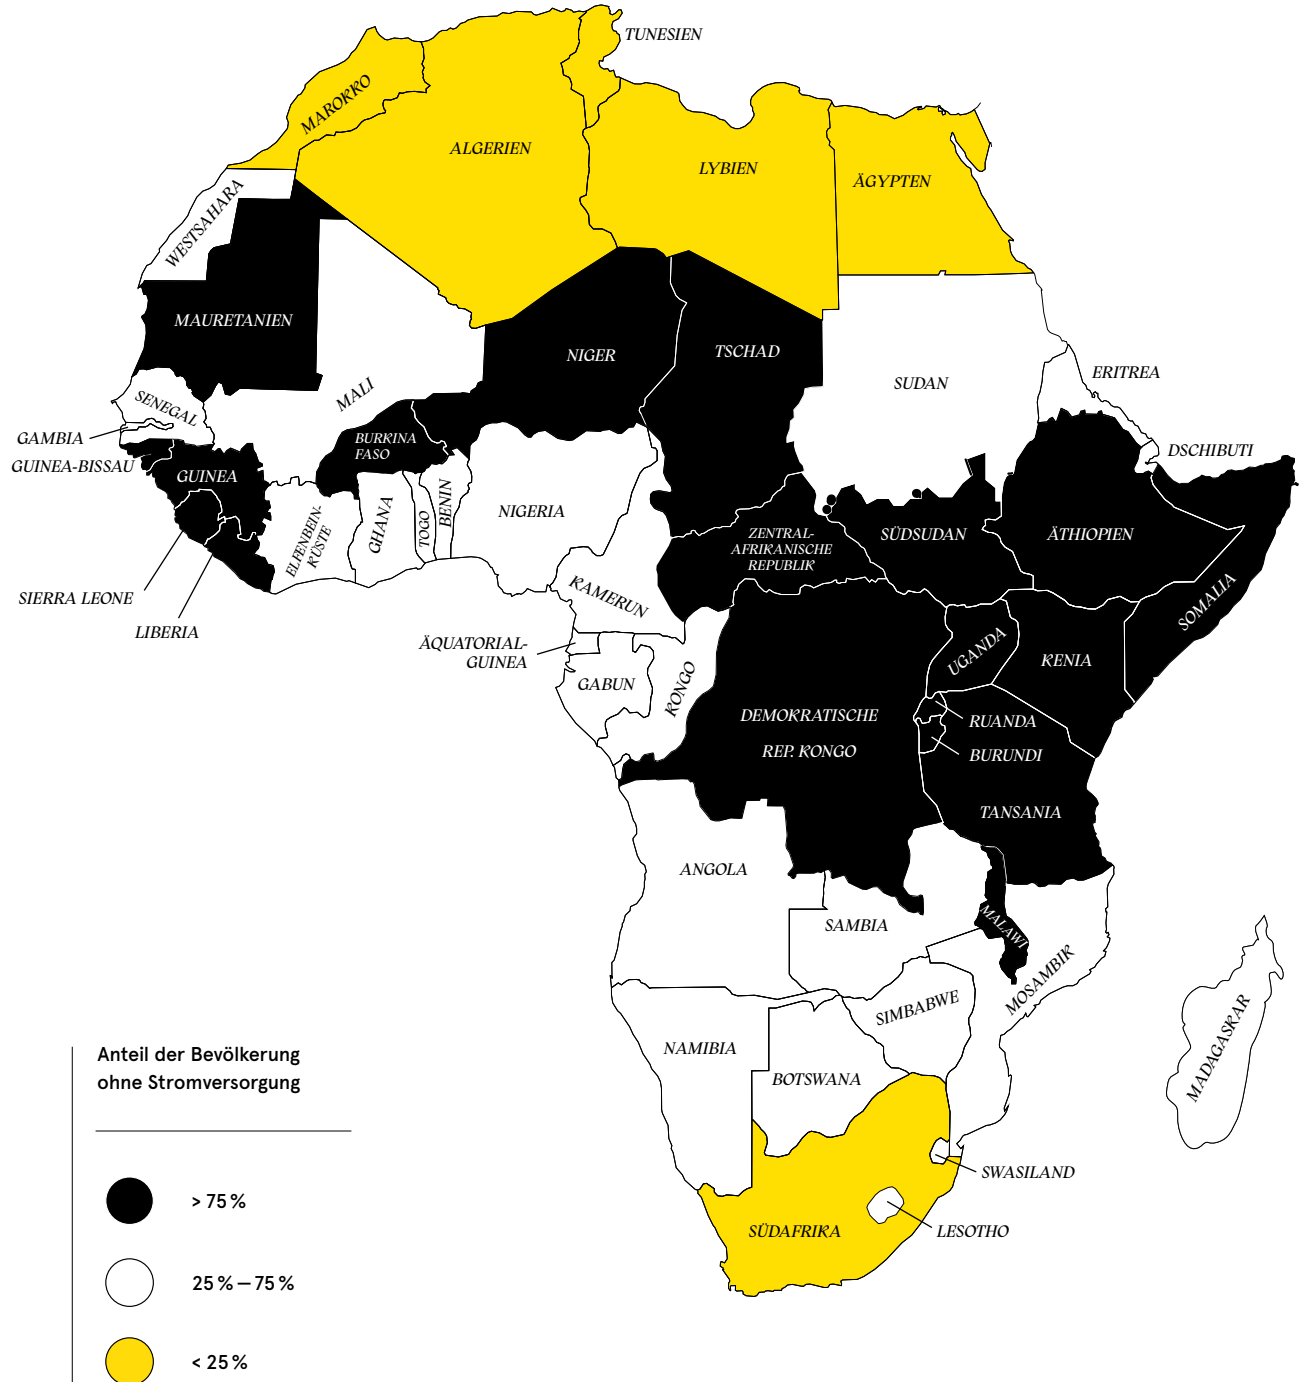 TUNESIEN
MAROKKO
ALGERIEN
LYBIEN
ÄGYPTEN
WESTSAHARA
MAURETANIEN
NIGER
TSCHAD
SUDAN
ERITREA
MALI
SENEGAL
GAMBIA
GUINEA-BISSAU
GUINEA
BURKINA
FASO
DSCHIBUTI
ELFENBEIN-
KÜSTE
GHANA
TOGO
BENIN
NIGERIA
ZENTRAL-
AFRIKANISCHE
REPUBLIK
SÜDSUDAN
ÄTHIOPIEN
SOMALIA
SIERRA LEONE
LIBERIA
KAMERUN
ÄQUATORIAL-
GUINEA
GABUN
KONGO
UGANDA
KENIA
DEMOKRATISCHE
REP. KONGO
RUANDA
BURUNDI
TANSANIA
ANGOLA
SAMBIA
MALAWI
MOSAMBIK
MADAGASKAR
SIMBABWE
NAMIBIA
BOTSWANA
SWASILAND
SÜDAFRIKA
LESOTHO
Anteil der Bevölkerung
ohne Stromversorgung
> 75 %
25 % – 75 %
< 25 %